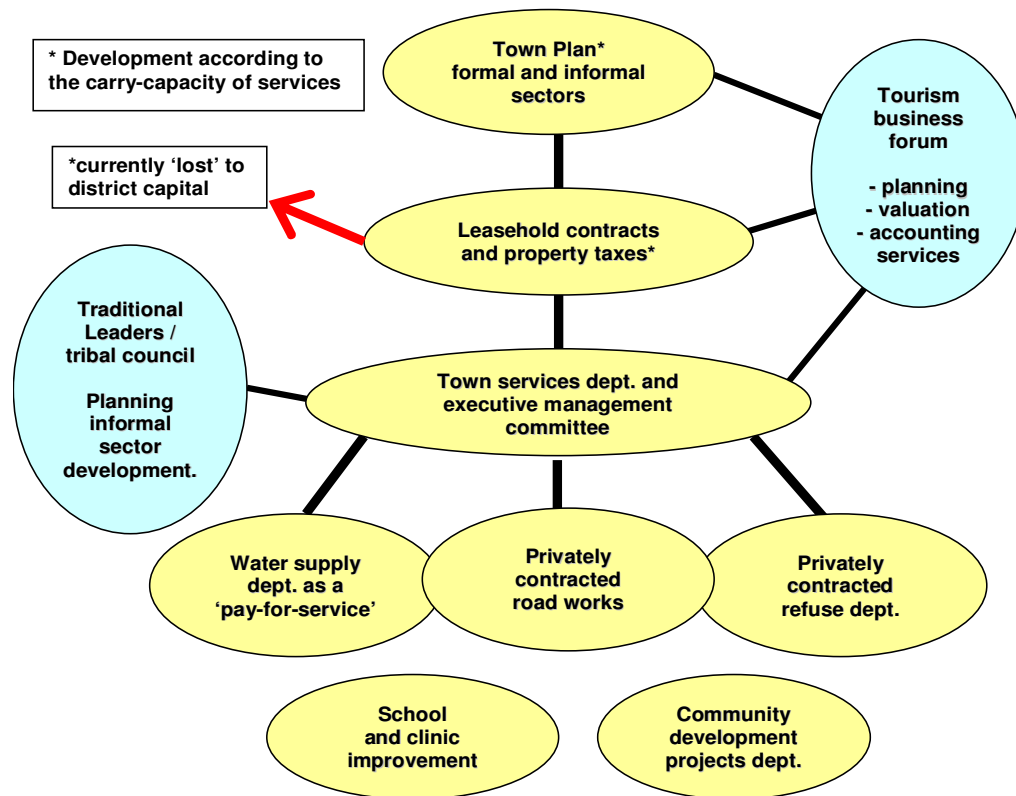 * Development according to
the carry-capacity of services
Town Plan*
formal and informal
sectors
Tourism
business
forum
- planning
- valuation
- accounting
services
*currently ‘lost’ to
district capital
Leasehold contracts
and property taxes*
Traditional
Leaders /
tribal council
Planning
informal
sector
development.
Town services dept. and
executive management
committee
Water supply
dept. as a
‘pay-for-service’
Privately
contracted
road works
Privately
contracted
refuse dept.
School
and clinic
improvement
Community
development
projects dept.